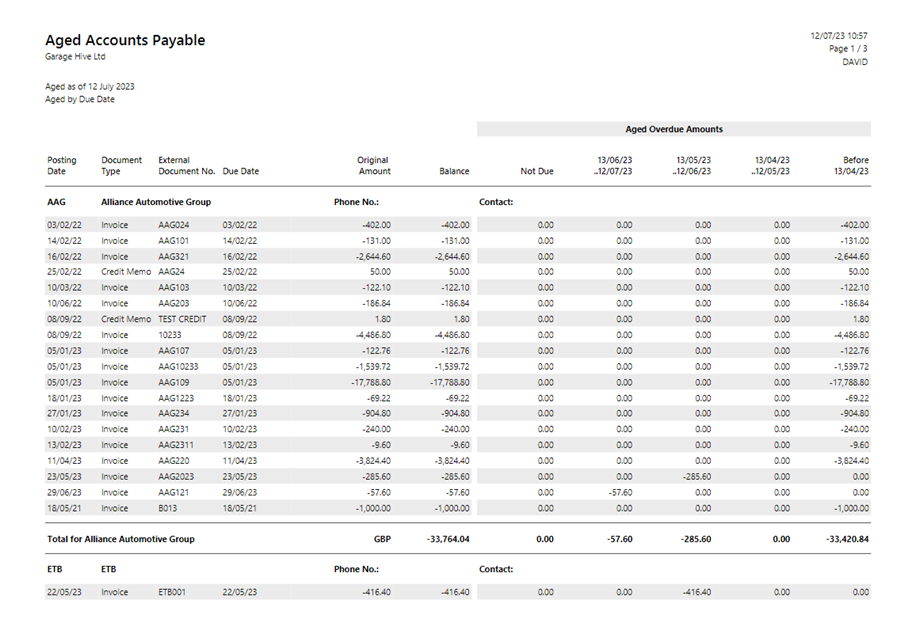 Aged Accounts Payable
Garage Hive Ltd
12/07/23 10:57
Page 1 / 3
DAVID
Aged as of 12 July 2023
Aged by Due Date
Aged Overdue Amounts
Posting Date Document Type External Document No. Due Date Original Amount Balance Not Due 13/06/23 ..12/07/23 13/05/23 ..12/06/23 13/04/23 ..12/05/23 Before 13/04/23
AAG Alliance Automotive Group Phone No.: Contact:
03/02/22 Invoice AAG024 03/02/22 -402.00 -402.00 0.00 0.00 0.00 0.00 -402.00
14/02/22 Invoice AAG101 14/02/22 -131.00 -131.00 0.00 0.00 0.00 0.00 -131.00
16/02/22 Invoice AAG321 16/02/22 -2,644.60 -2,644.60 0.00 0.00 0.00 0.00 -2,644.60
25/02/22 Credit Memo AAG24 25/02/22 50.00 50.00 0.00 0.00 0.00 0.00 50.00
10/03/22 Invoice AAG103 10/03/22 -122.10 -122.10 0.00 0.00 0.00 0.00 -122.10
10/06/22 Invoice AAG203 10/06/22 -186.84 -186.84 0.00 0.00 0.00 0.00 -186.84
08/09/22 Credit Memo TEST CREDIT 08/09/22 1.80 1.80 0.00 0.00 0.00 0.00 1.80
08/09/22 Invoice 10233 08/09/22 -4,486.80 -4,486.80 0.00 0.00 0.00 0.00 -4,486.80
05/01/23 Invoice AAG107 05/01/23 -122.76 -122.76 0.00 0.00 0.00 0.00 -122.76
05/01/23 Invoice AAG10233 05/01/23 -1,539.72 -1,539.72 0.00 0.00 0.00 0.00 -1,539.72
05/01/23 Invoice AAG109 05/01/23 -17,788.80 -17,788.80 0.00 0.00 0.00 0.00 -17,788.80
18/01/23 Invoice AAG1223 18/01/23 -69.22 -69.22 0.00 0.00 0.00 0.00 -69.22
27/01/23 Invoice AAG234 27/01/23 -904.80 -904.80 0.00 0.00 0.00 0.00 -904.80
10/02/23 Invoice AAG231 10/02/23 -240.00 -240.00 0.00 0.00 0.00 0.00 -240.00
13/02/23 Invoice AAG2311 13/02/23 -9.60 -9.60 0.00 0.00 0.00 0.00 -9.60
11/04/23 Invoice AAG220 11/04/23 -3,824.40 -3,824.40 0.00 0.00 0.00 0.00 -3,824.40
23/05/23 Invoice AAG2023 23/05/23 -285.60 -285.60 0.00 0.00 -285.60 0.00 0.00
29/06/23 Invoice AAG121 29/06/23 -57.60 -57.60 0.00 -57.60 0.00 0.00 0.00
18/05/21 Invoice B013 18/05/21 -1,000.00 -1,000.00 0.00 0.00 0.00 0.00 -1,000.00
Total for Alliance Automotive Group GBP -33,764.04 0.00 -57.60 -285.60 0.00 -33,420.84
ETB ETB Phone No.: Contact:
22/05/23 Invoice ETB001 22/05/23 -416.40 -416.40 0.00 0.00 -416.40 0.00 0.00